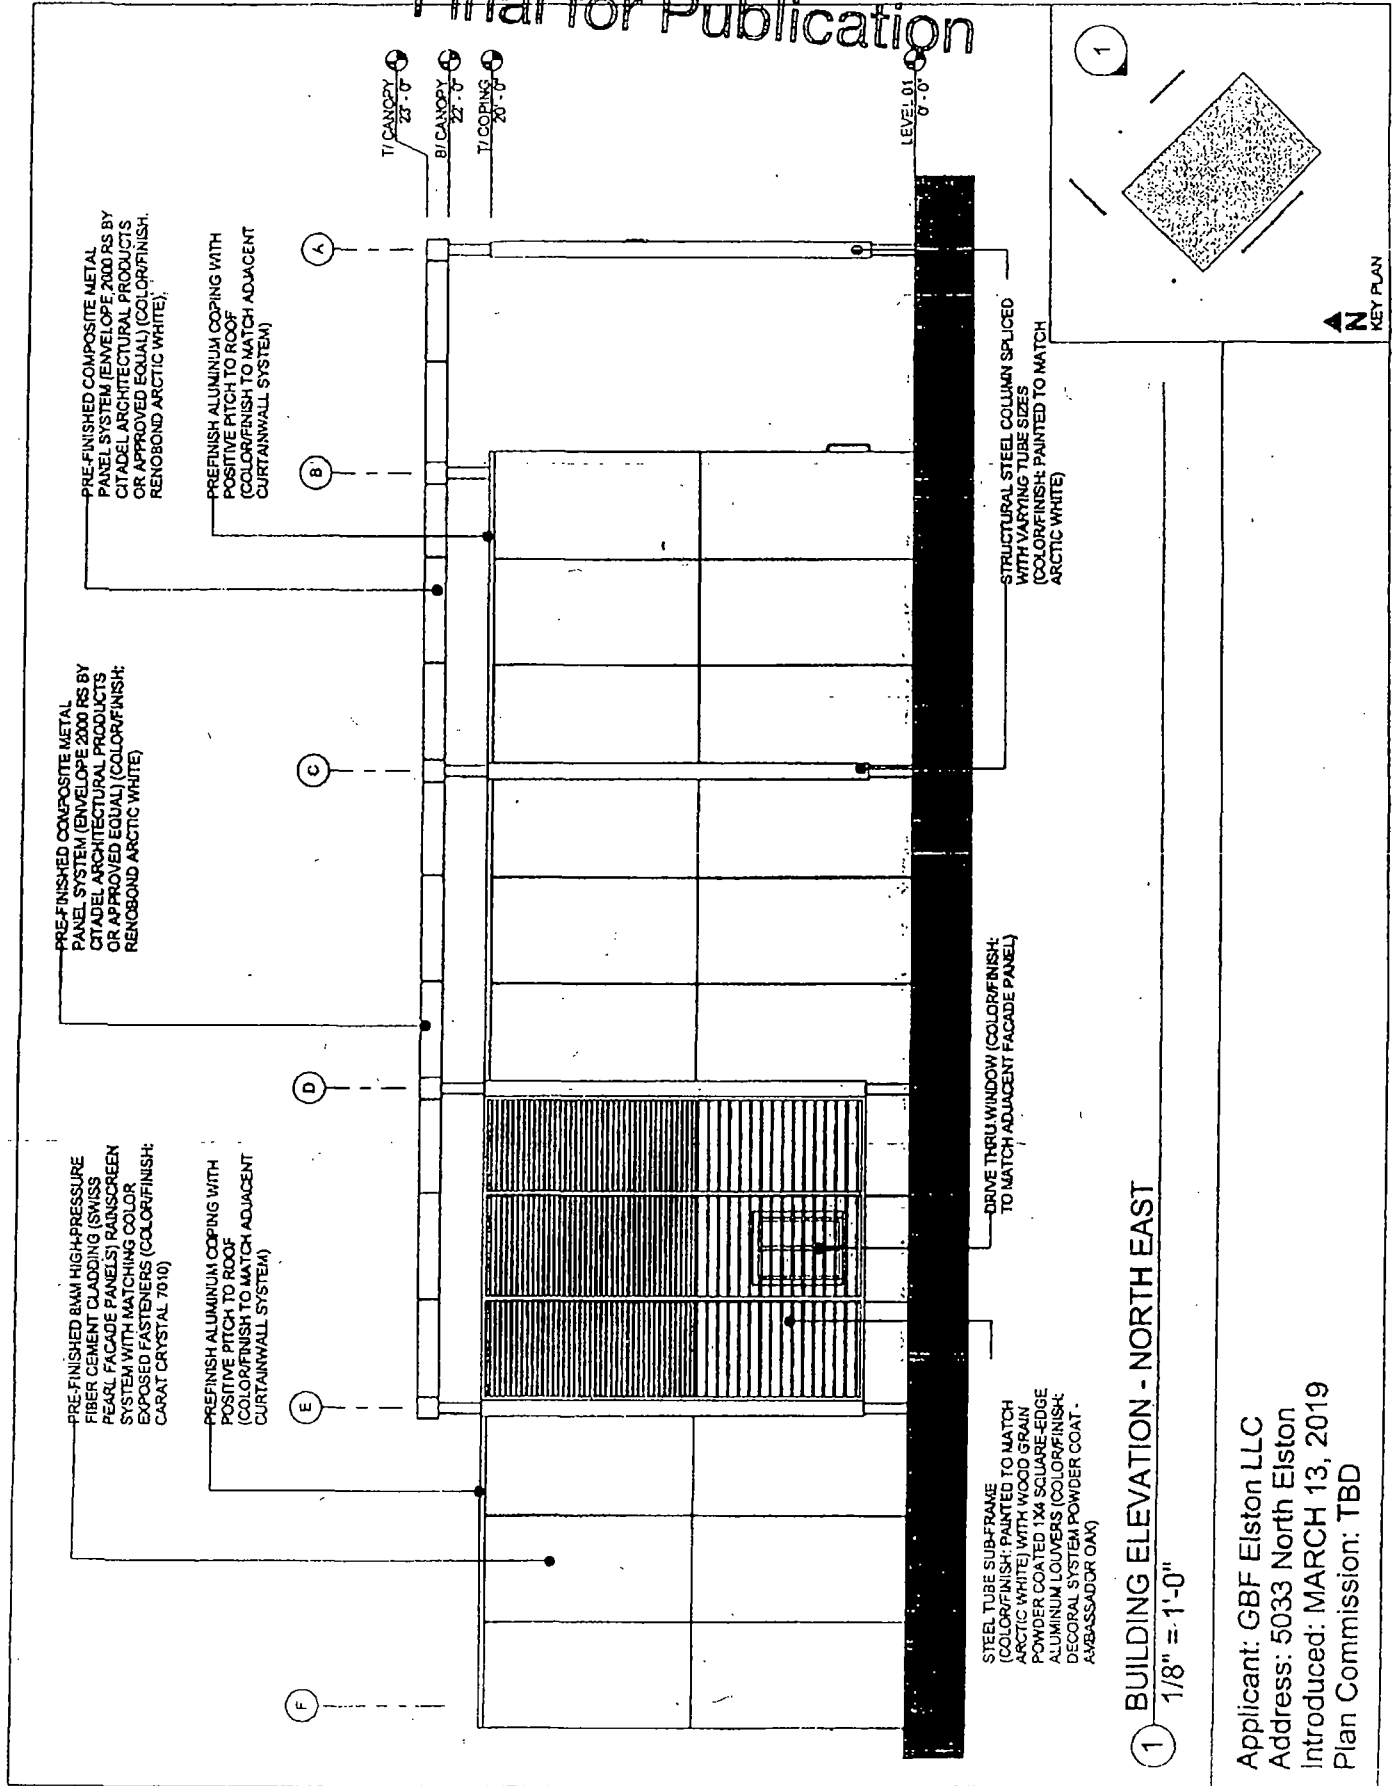 Final for Publication
PRE-FINISHED 8MM HIGH-PRESSURE
FIBER CEMENT CLADDING (SWISS
PEARL FACADE PANELS) RAINSCREEN
SYSTEM WITH MATCHING COLOR
EXPOSED FASTENERS (COLOR/FINISH:
CARAT CRYSTAL 7010)
PREFINISH ALUMINUM COPING WITH
POSITIVE PITCH TO ROOF
(COLOR/FINISH TO MATCH ADJACENT
CURTAINWALL SYSTEM)
PRE-FINISHED COMPOSITE METAL
PANEL SYSTEM (ENVELOPE 2000 RS BY
CITADEL ARCHITECTURAL PRODUCTS
OR APPROVED EQUAL) (COLOR/FINISH:
RENOBOND ARCTIC WHITE)
PRE-FINISHED COMPOSITE METAL
PANEL SYSTEM (ENVELOPE 2000 RS BY
CITADEL ARCHITECTURAL PRODUCTS
OR APPROVED EQUAL) (COLOR/FINISH.
RENOBOND ARCTIC WHITE)
PREFINISH ALUMINUM COPING WITH
POSITIVE PITCH TO ROOF
(COLOR/FINISH TO MATCH ADJACENT
CURTAINWALL SYSTEM)
F
E
D
C
B
A
T/ CANOPY
23' - 0"
B/ CANOPY
22' - 0"
T/ COPING
20' - 0"
LEVEL 01
0' - 0"
STEEL TUBE SUB-FRAME
(COLOR/FINISH: PAINTED TO MATCH
ARCTIC WHITE) WITH WOOD GRAIN
POWDER COATED 1X4 SQUARE-EDGE
ALUMINUM LOUVERS (COLOR/FINISH:
DECORAL SYSTEM POWDER COAT -
AMBASSADOR OAK)
DRIVE THRU WINDOW (COLOR/FINISH:
TO MATCH ADJACENT FACADE PANEL)
STRUCTURAL STEEL COLUMN SPLICED
WITH VARYING TUBE SIZES
(COLOR/FINISH: PAINTED TO MATCH
ARCTIC WHITE)
1 BUILDING ELEVATION - NORTH EAST
1/8" = 1'-0"
1
N
KEY PLAN
Applicant: GBF Elston LLC
Address: 5033 North Elston
Introduced: MARCH 13, 2019
Plan Commission: TBD